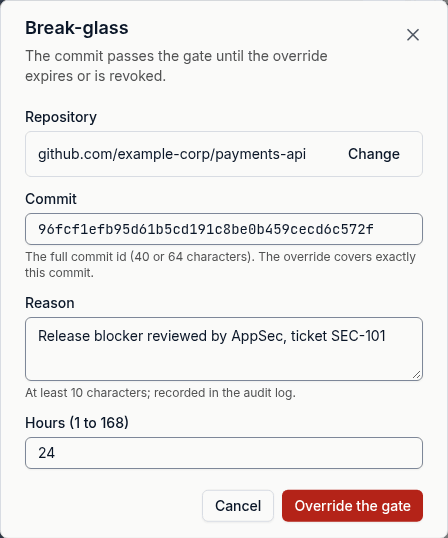 Break-glass
The commit passes the gate until the override
expires or is revoked.
Repository
github.com/example-corp/payments-api
Change
Commit
96fcf1efb95d61b5cd191c8be0b459cecd6c572f
The full commit id (40 or 64 characters). The override covers exactly
this commit.
Reason
Release blocker reviewed by AppSec, ticket SEC-101
At least 10 characters; recorded in the audit log.
Hours (1 to 168)
24
Cancel
Override the gate